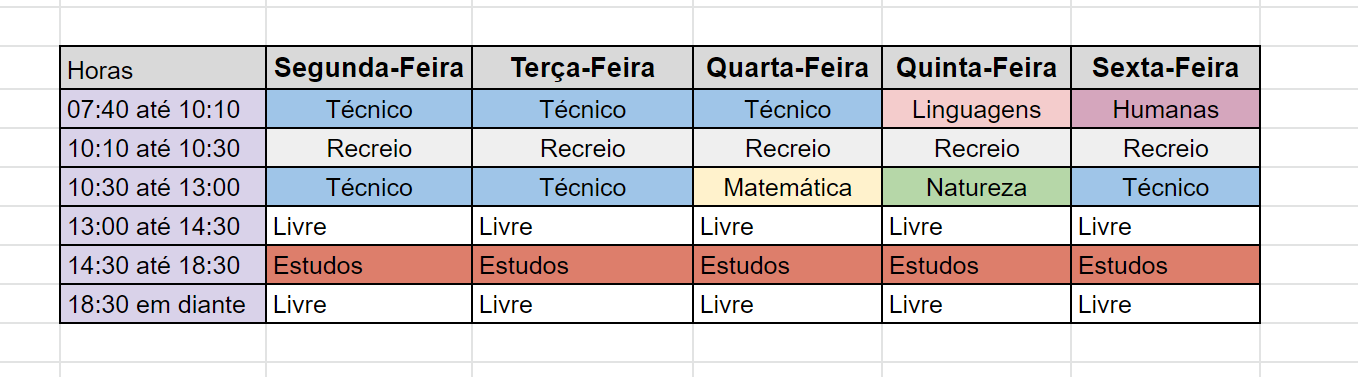 Horas Segunda-Feira Terça-Feira Quarta-Feira Quinta-Feira Sexta-Feira
07:40 até 10:10 Técnico Técnico Técnico Linguagens Humanas
10:10 até 10:30 Recreio Recreio Recreio Recreio Recreio
10:30 até 13:00 Técnico Técnico Matemática Natureza Técnico
13:00 até 14:30 Livre Livre Livre Livre Livre
14:30 até 18:30 Estudos Estudos Estudos Estudos Estudos
18:30 em diante Livre Livre Livre Livre Livre